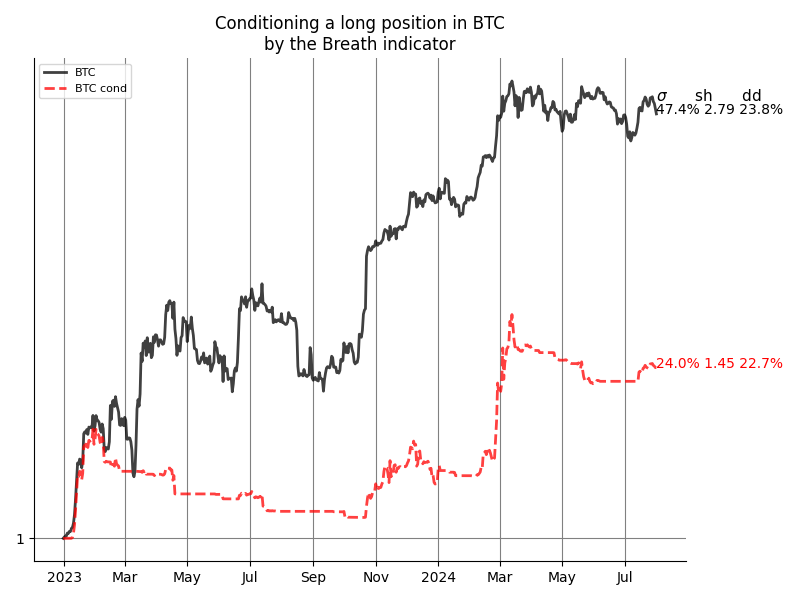 Conditioning a long position in BTC
by the Breath indicator
BTC
BTC cond
σ sh dd
47.4% 2.79 23.8%
24.0% 1.45 22.7%
1
2023 Mar May Jul Sep Nov 2024 Mar May Jul